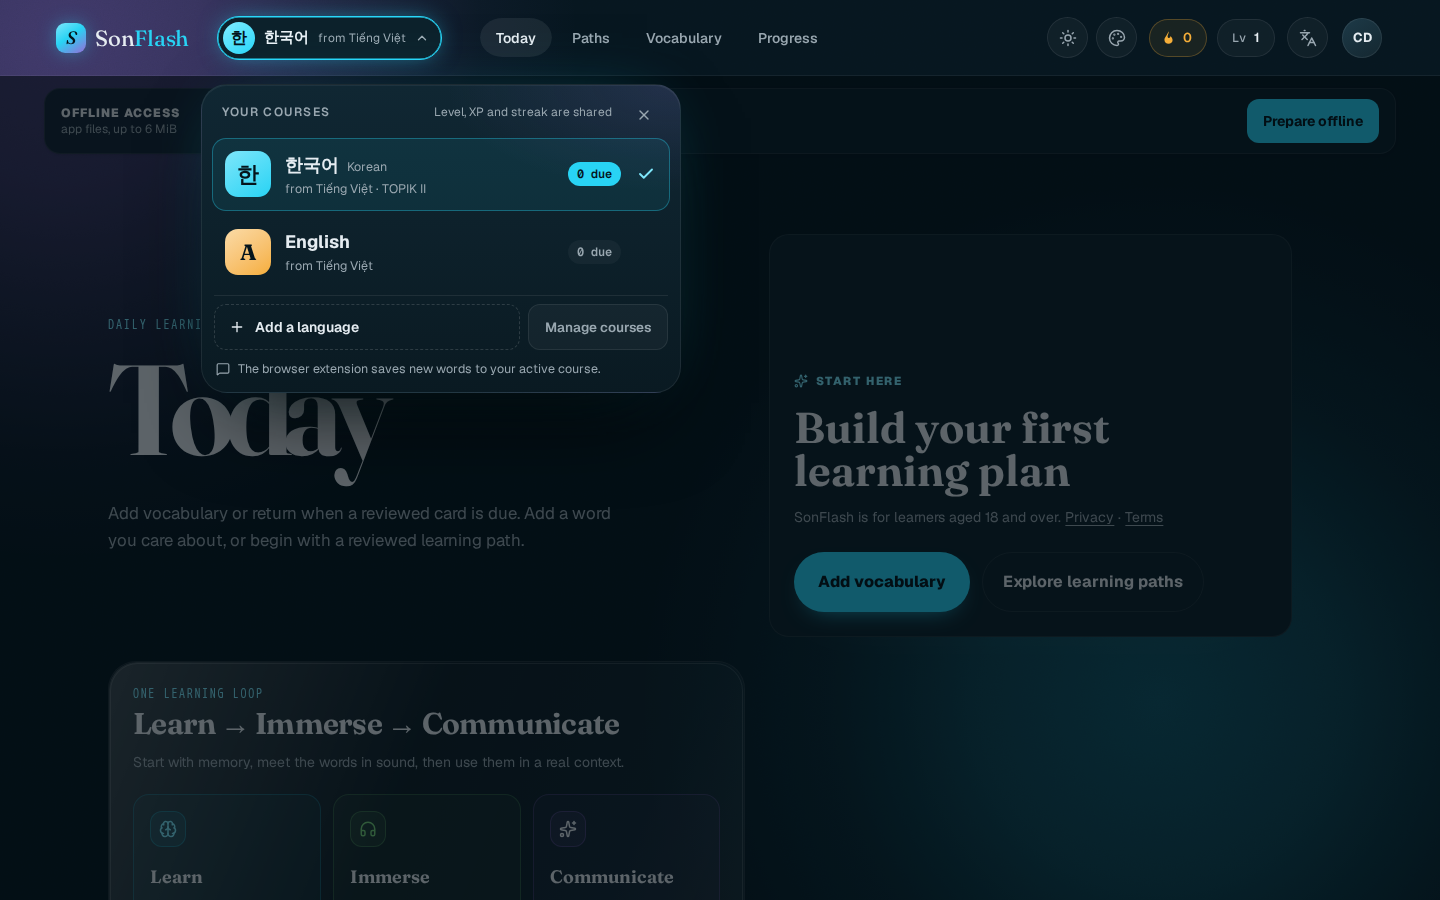 S SonFlash
한 한국어 from Tiếng Việt
Today
Paths
Vocabulary
Progress
0
Lv 1
CD
OFFLINE ACCESS
app files, up to 6 MiB
Prepare offline
YOUR COURSES
Level, XP and streak are shared
한
한국어 Korean
from Tiếng Việt · TOPIK II
0 due
A
English
from Tiếng Việt
0 due
Add a language
Manage courses
The browser extension saves new words to your active course.
DAILY LEARNI
Today
Add vocabulary or return when a reviewed card is due. Add a word
you care about, or begin with a reviewed learning path.
START HERE
Build your first
learning plan
SonFlash is for learners aged 18 and over. Privacy · Terms
Add vocabulary
Explore learning paths
ONE LEARNING LOOP
Learn → Immerse → Communicate
Start with memory, meet the words in sound, then use them in a real context.
Learn
Immerse
Communicate